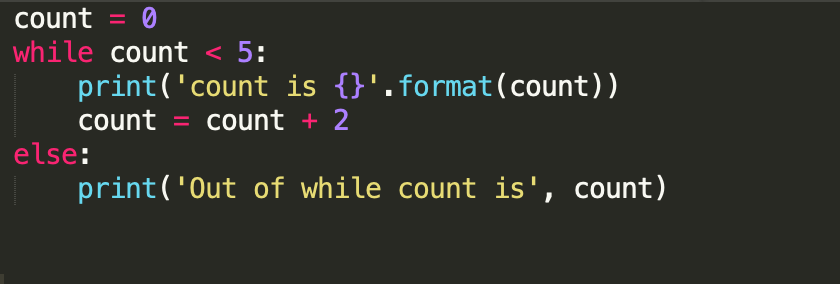 count = 0
while count < 5:
    print('count is {}'.format(count))
    count = count + 2
else:
    print('Out of while count is', count)